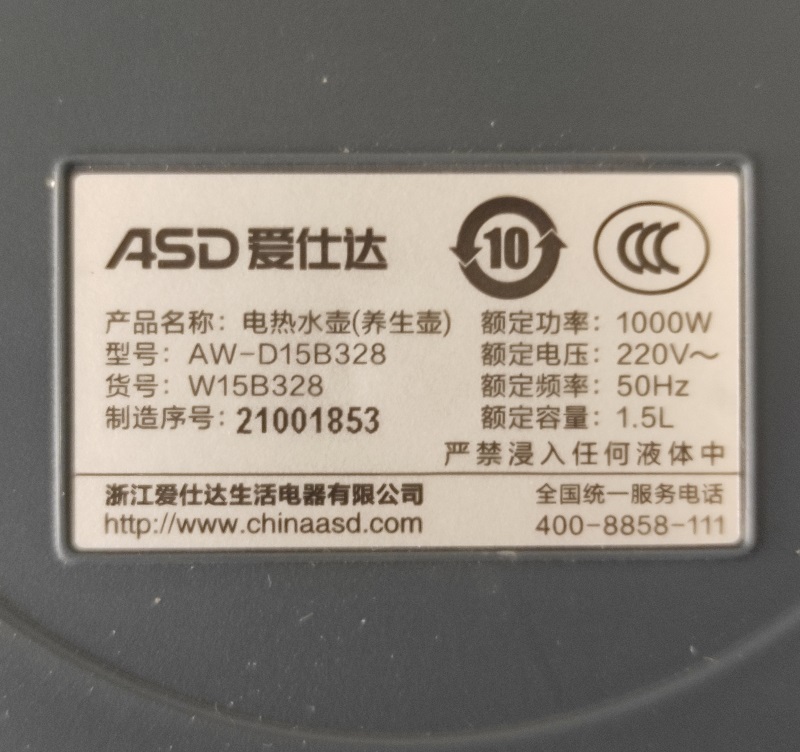 ASD 爱仕达
10
CCC
产品名称：电热水壶(养生壶)
型号：AW-D15B328
货号：W15B328
制造序号：21001853
额定功率：1000W
额定电压：220V～
额定频率：50Hz
额定容量：1.5L
严禁浸入任何液体中
浙江爱仕达生活电器有限公司
http://www.chinaasd.com
全国统一服务电话
400-8858-111